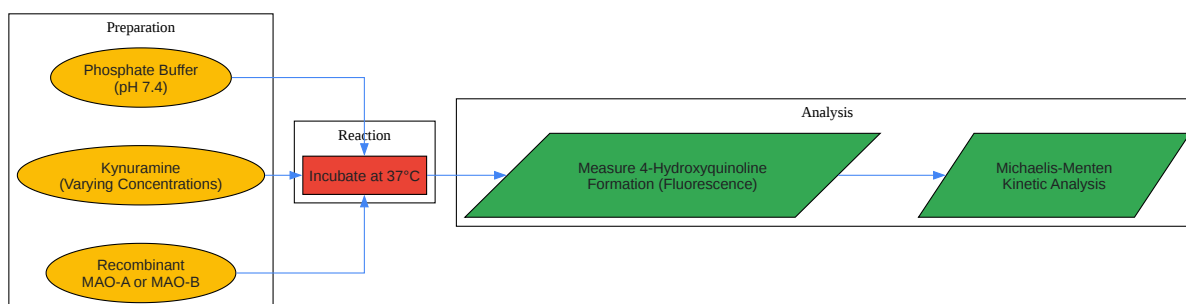 Preparation
Phosphate Buffer
(pH 7.4)
Kynuramine
(Varying Concentrations)
Recombinant
MAO-A or MAO-B
Reaction
Incubate at 37°C
Analysis
Measure 4-Hydroxyquinoline
Formation (Fluorescence)
Michaelis-Menten
Kinetic Analysis